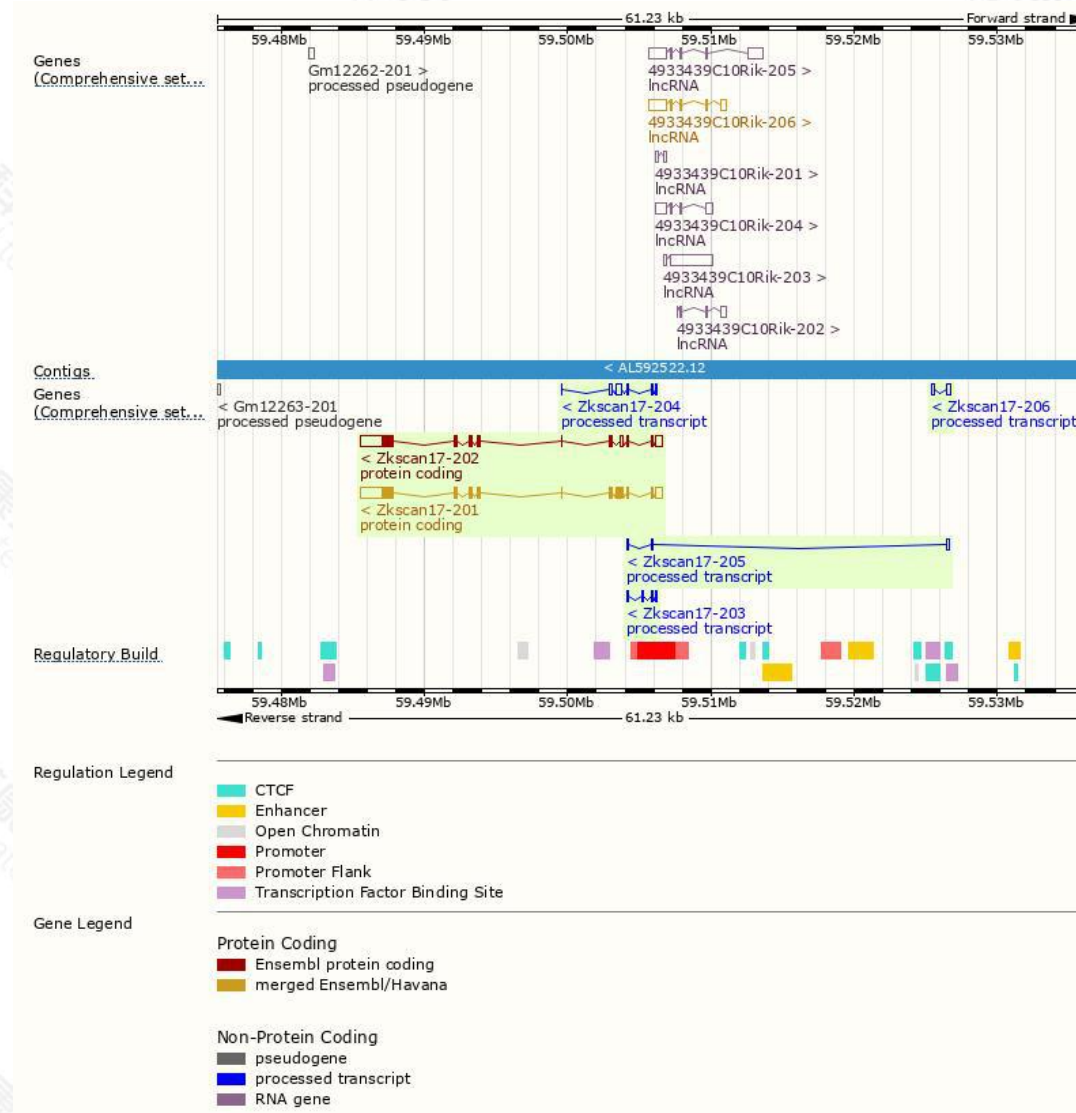 61.23 kb Forward strand
59.48Mb 59.49Mb 59.50Mb 59.51Mb 59.52Mb 59.53Mb
Genes
(Comprehensive set...
Gm12262-201 >
processed pseudogene
4933439C10Rik-205 >
lncRNA
4933439C10Rik-206 >
lncRNA
4933439C10Rik-201 >
lncRNA
4933439C10Rik-204 >
lncRNA
4933439C10Rik-203 >
lncRNA
4933439C10Rik-202 >
lncRNA
Contigs
< AL592522.12
Genes
(Comprehensive set...
< Gm12263-201
processed pseudogene
< Zkscan17-204
processed transcript
< Zkscan17-206
processed transcript
< Zkscan17-202
protein coding
< Zkscan17-201
protein coding
< Zkscan17-205
processed transcript
< Zkscan17-203
processed transcript
Regulatory Build
59.48Mb 59.49Mb 59.50Mb 59.51Mb 59.52Mb 59.53Mb
Reverse strand 61.23 kb
Regulation Legend
CTCF
Enhancer
Open Chromatin
Promoter
Promoter Flank
Transcription Factor Binding Site
Gene Legend
Protein Coding
Ensembl protein coding
merged Ensembl/Havana
Non-Protein Coding
pseudogene
processed transcript
RNA gene